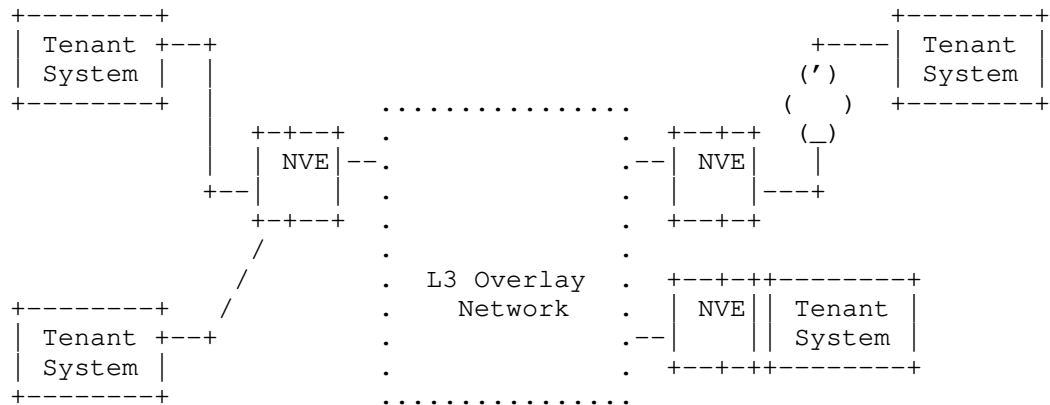 Tenant
System
Tenant
System
NVE
NVE
L3 Overlay
Network
NVE
Tenant
System
Tenant
System